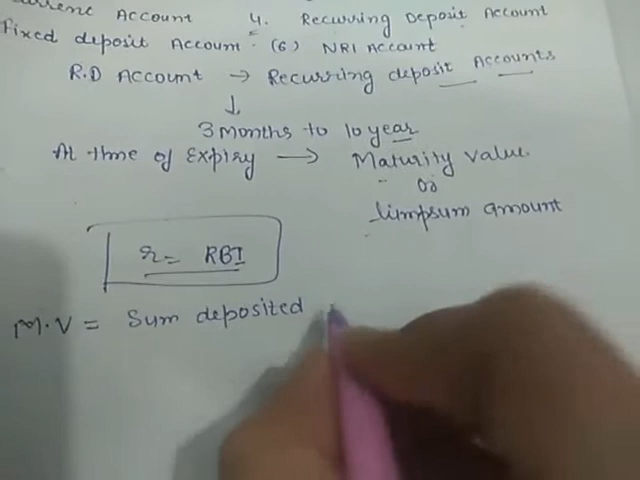 Account 4. Recurring Deposit Account
Fixed deposit Account (6) NRI Account
R.D Account → Recurring deposit Accounts
↓
3 months to 10 year
At time of Expiry → Maturity value
or
limpsum amount
r = RBI
M.V = Sum deposited